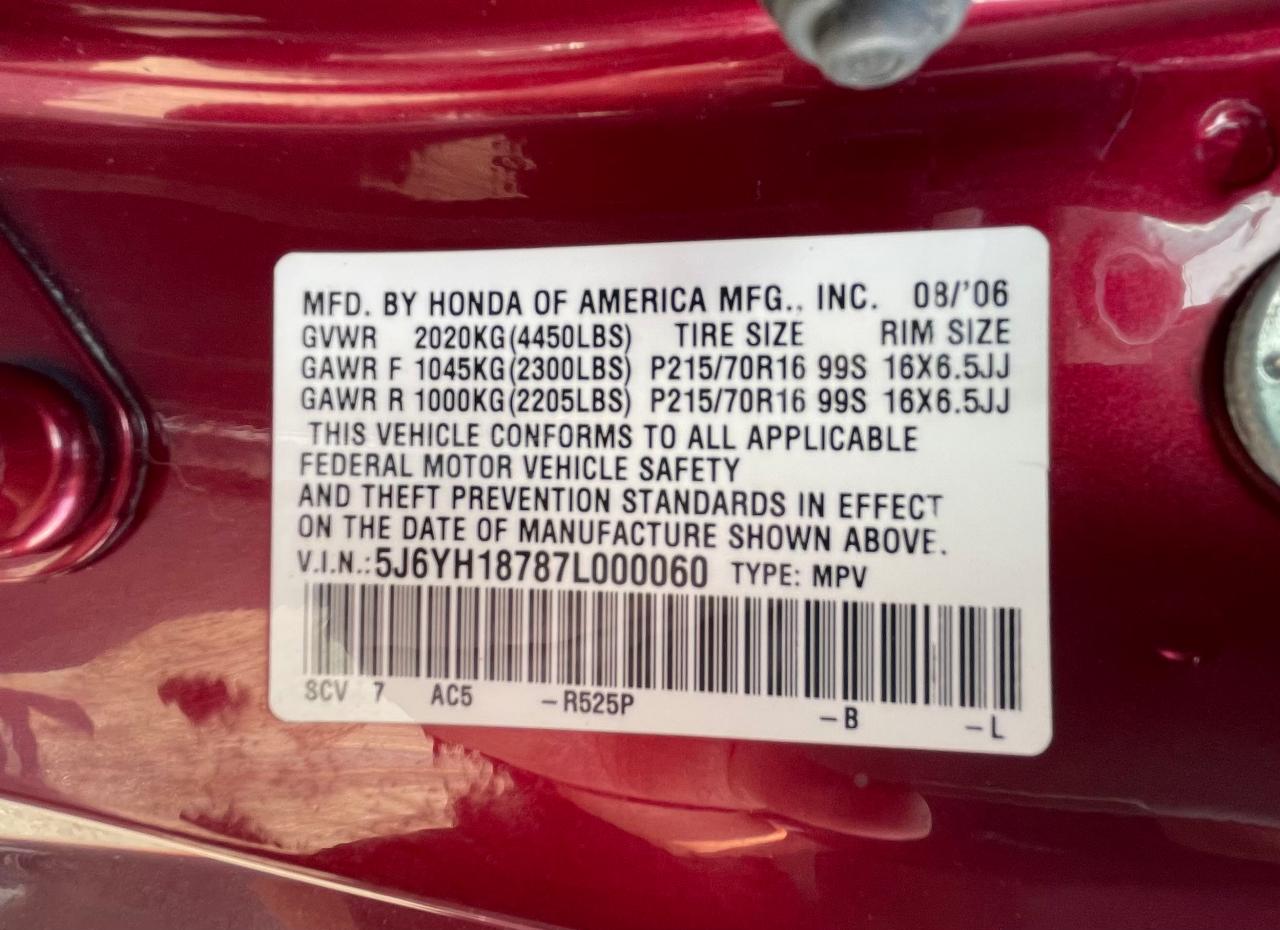 MFD. BY HONDA OF AMERICA MFG., INC. 08/'06
GVWR 2020KG(4450LBS) TIRE SIZE RIM SIZE
GAWR F 1045KG(2300LBS) P215/70R16 99S 16X6.5JJ
GAWR R 1000KG(2205LBS) P215/70R16 99S 16X6.5JJ
THIS VEHICLE CONFORMS TO ALL APPLICABLE
FEDERAL MOTOR VEHICLE SAFETY
AND THEFT PREVENTION STANDARDS IN EFFECT
ON THE DATE OF MANUFACTURE SHOWN ABOVE.
V.I.N.:5J6YH18787L000060 TYPE: MPV
SCV 7 AC5 -R525P -B -L